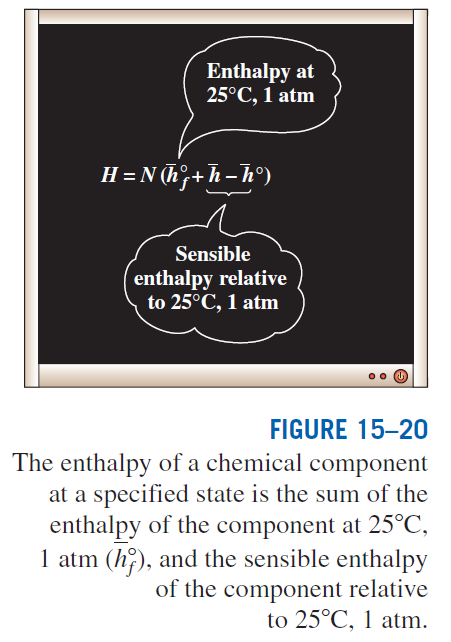 Enthalpy at
25°C, 1 atm
H = N (h̄°f + h̄ – h̄°)
Sensible
enthalpy relative
to 25°C, 1 atm
FIGURE 15–20
The enthalpy of a chemical component
at a specified state is the sum of the
enthalpy of the component at 25°C,
1 atm (h̄°f), and the sensible enthalpy
of the component relative
to 25°C, 1 atm.